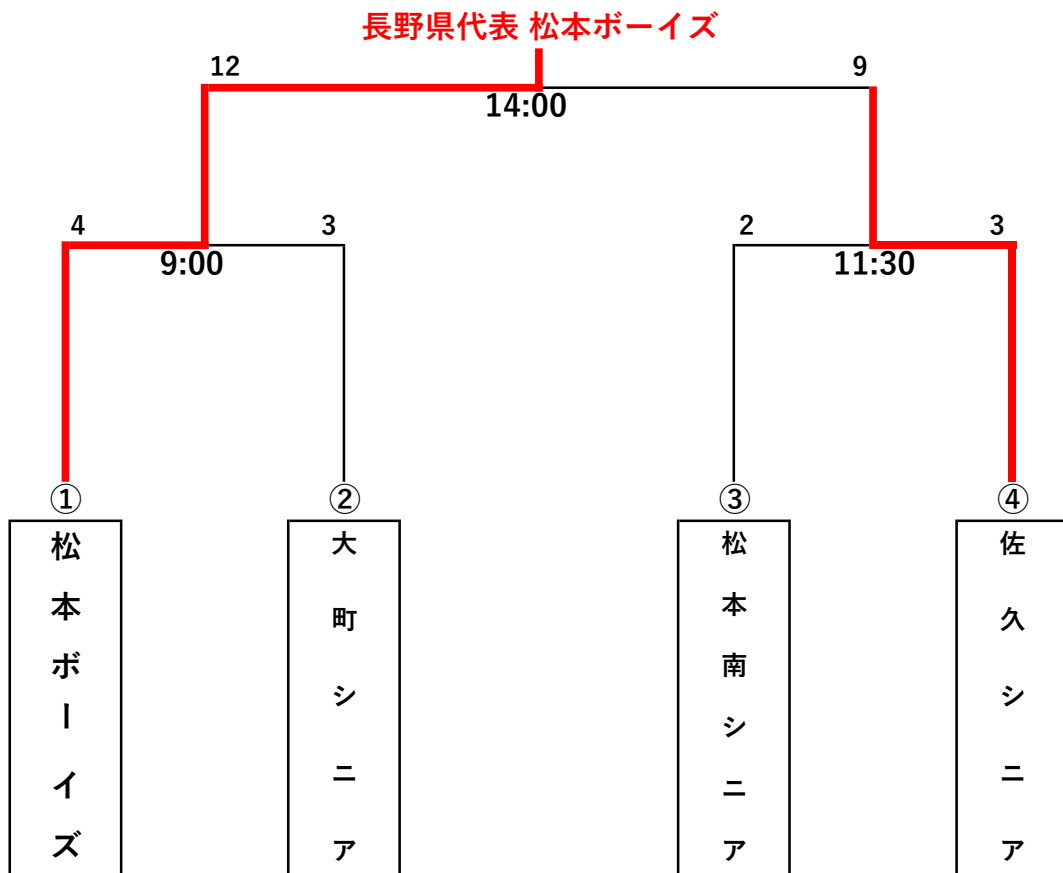 長野県代表 松本ボーイズ
12
9
14:00
4
3
2
3
9:00
11:30
①
②
③
④
松本ボーイズ
大町シニア
松本南シニア
佐久シニア